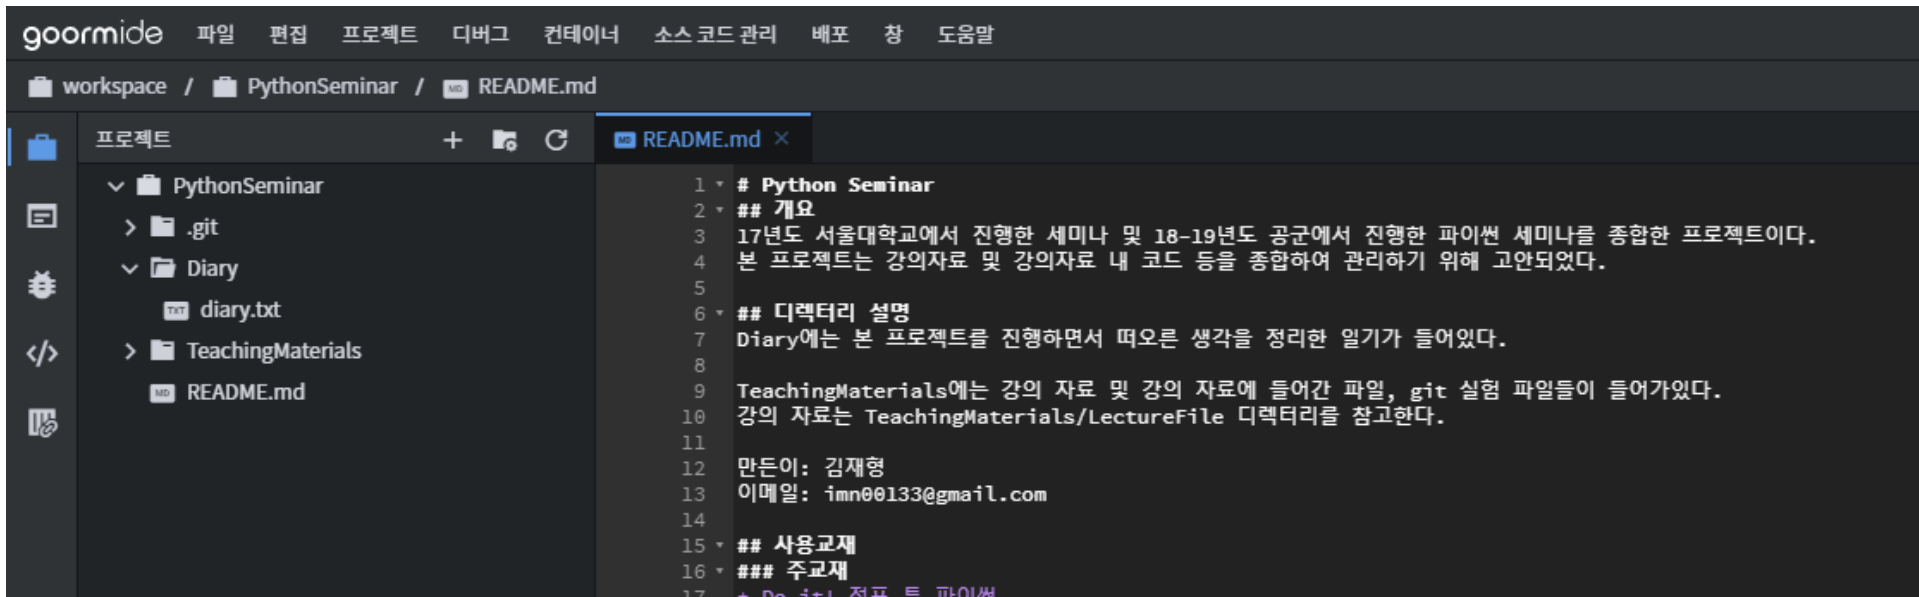 goormide 파일 편집 프로젝트 디버그 컨테이너 소스 코드 관리 배포 창 도움말
workspace / PythonSeminar / README.md
프로젝트
PythonSeminar
.git
Diary
diary.txt
TeachingMaterials
README.md
README.md
1 # Python Seminar
2 ## 개요
3 17년도 서울대학교에서 진행한 세미나 및 18-19년도 공군에서 진행한 파이썬 세미나를 종합한 프로젝트이다.
4 본 프로젝트는 강의자료 및 강의자료 내 코드 등을 종합하여 관리하기 위해 고안되었다.
5
6 ## 디렉터리 설명
7 Diary에는 본 프로젝트를 진행하면서 떠오른 생각을 정리한 일기가 들어있다.
8
9 TeachingMaterials에는 강의 자료 및 강의 자료에 들어간 파일, git 실험 파일들이 들어가있다.
10 강의 자료는 TeachingMaterials/LectureFile 디렉터리를 참고한다.
11
12 만든이: 김재형
13 이메일: imn00133@gmail.com
14
15 ## 사용교재
16 ### 주교재
17 + Do it! 점프 투 파이썬